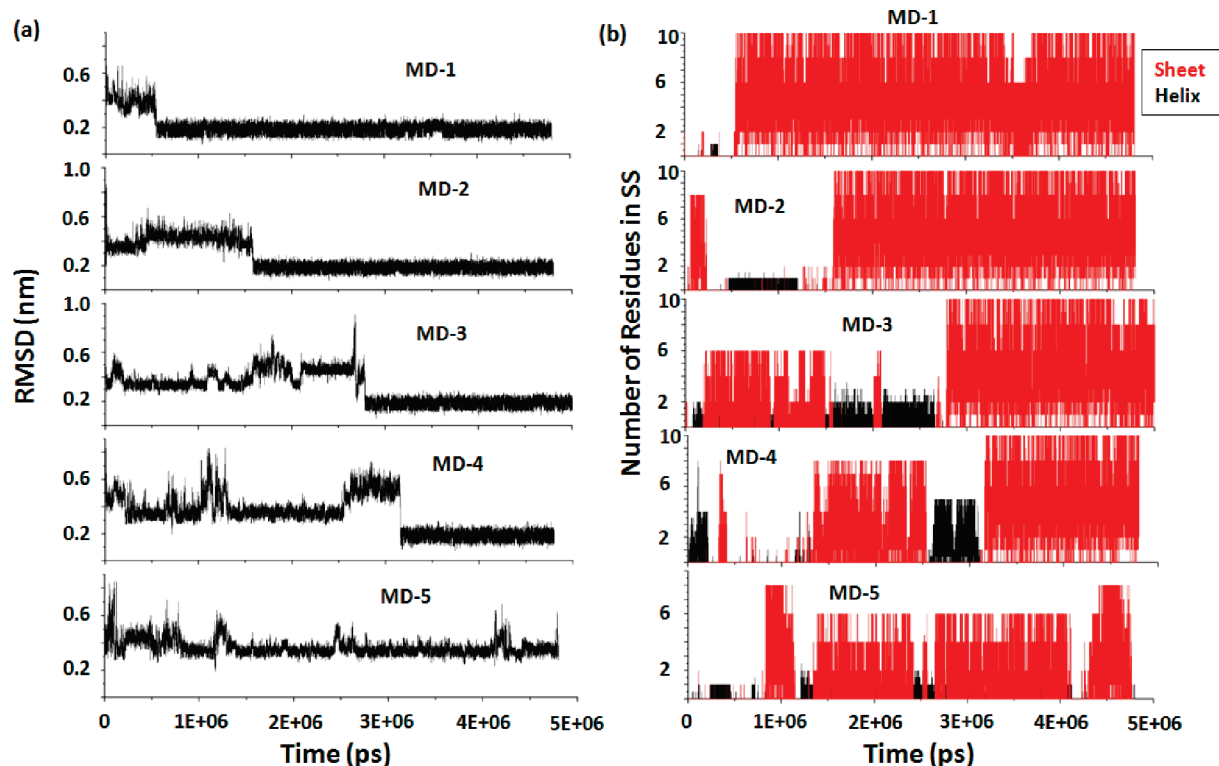 (a)
MD-1
0.6
0.2
1.0
MD-2
0.6
0.2
1.0
MD-3
0.6
0.2
MD-4
0.6
0.2
MD-5
0.6
0.2
0 1E+06 2E+06 3E+06 4E+06 5E+06
Time (ps)
RMSD (nm)
(b)
MD-1
10
6
2
Sheet
Helix
10
MD-2
6
2
10
MD-3
6
2
10
MD-4
6
2
MD-5
6
2
0 1E+06 2E+06 3E+06 4E+06 5E+06
Time (ps)
Number of Residues in SS